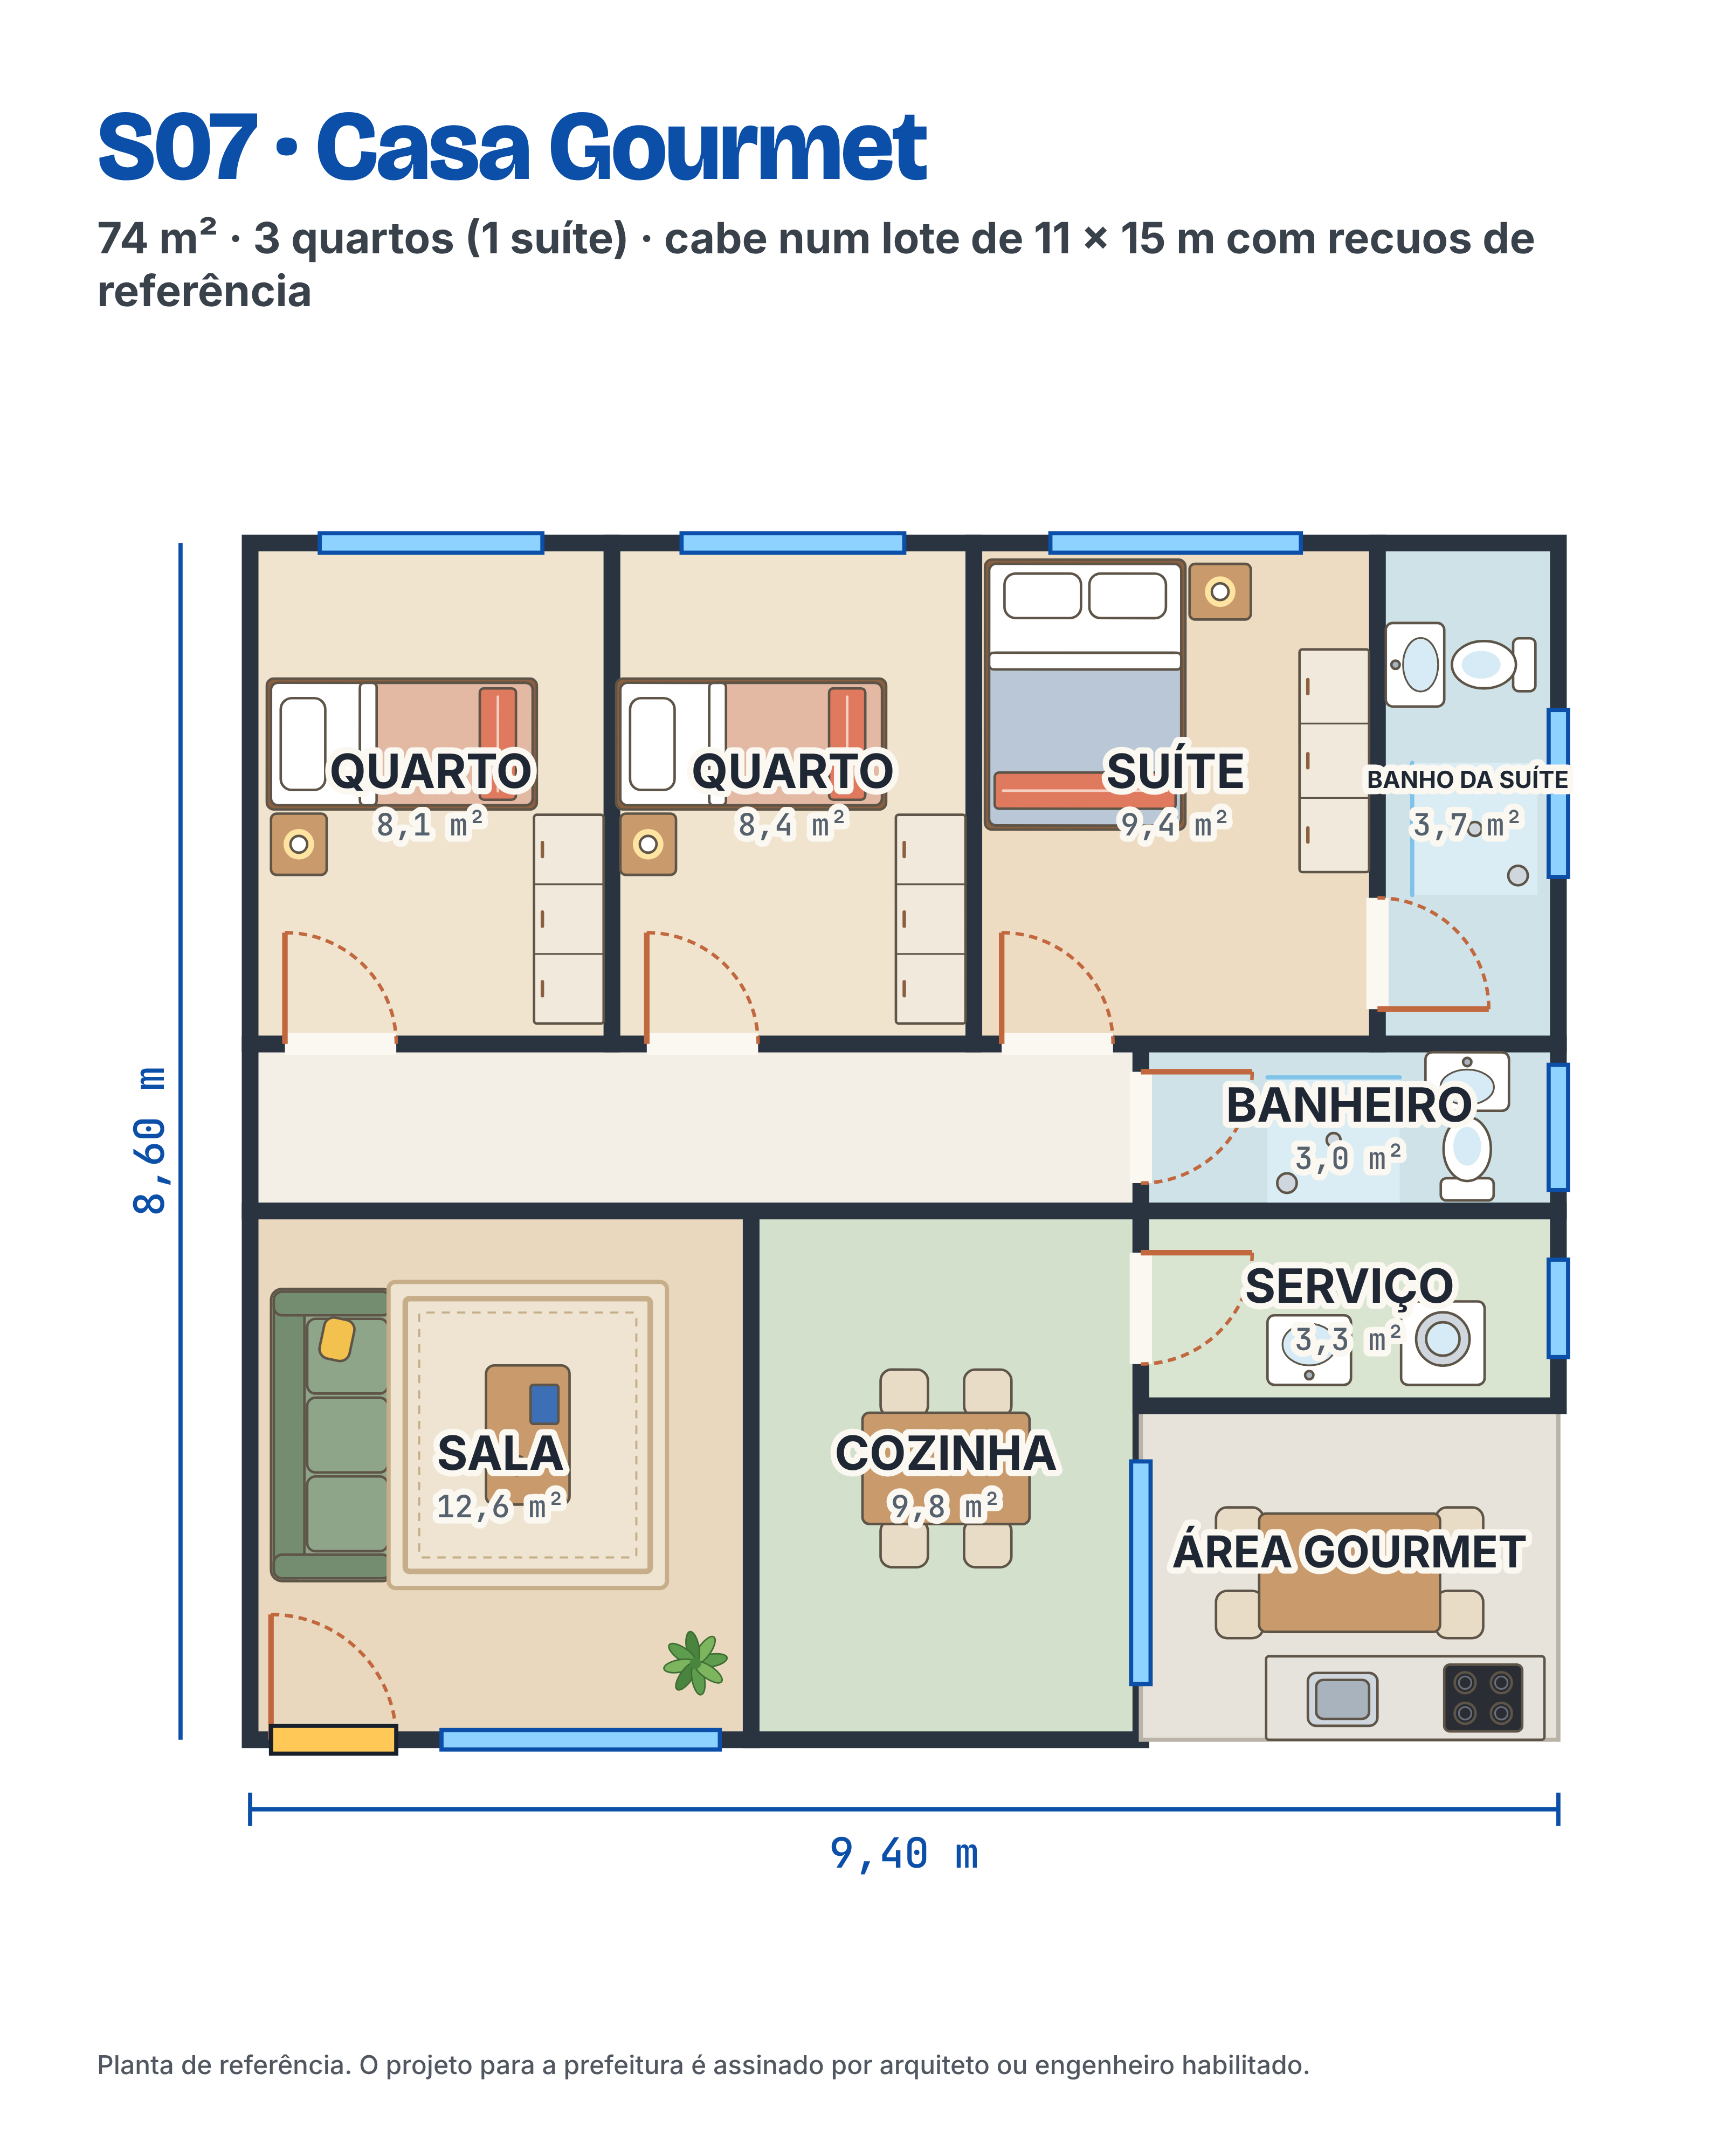 S07 · Casa Gourmet
74 m² · 3 quartos (1 suíte) · cabe num lote de 11 × 15 m com recuos de
referência
QUARTO
8,1 m²
QUARTO
8,4 m²
SUÍTE
9,4 m²
BANHO DA SUÍTE
3,7 m²
8,60 m
BANHEIRO
3,0 m²
SERVIÇO
3,3 m²
SALA
12,6 m²
COZINHA
9,8 m²
ÁREA GOURMET
9,40 m
Planta de referência. O projeto para a prefeitura é assinado por arquiteto ou engenheiro habilitado.